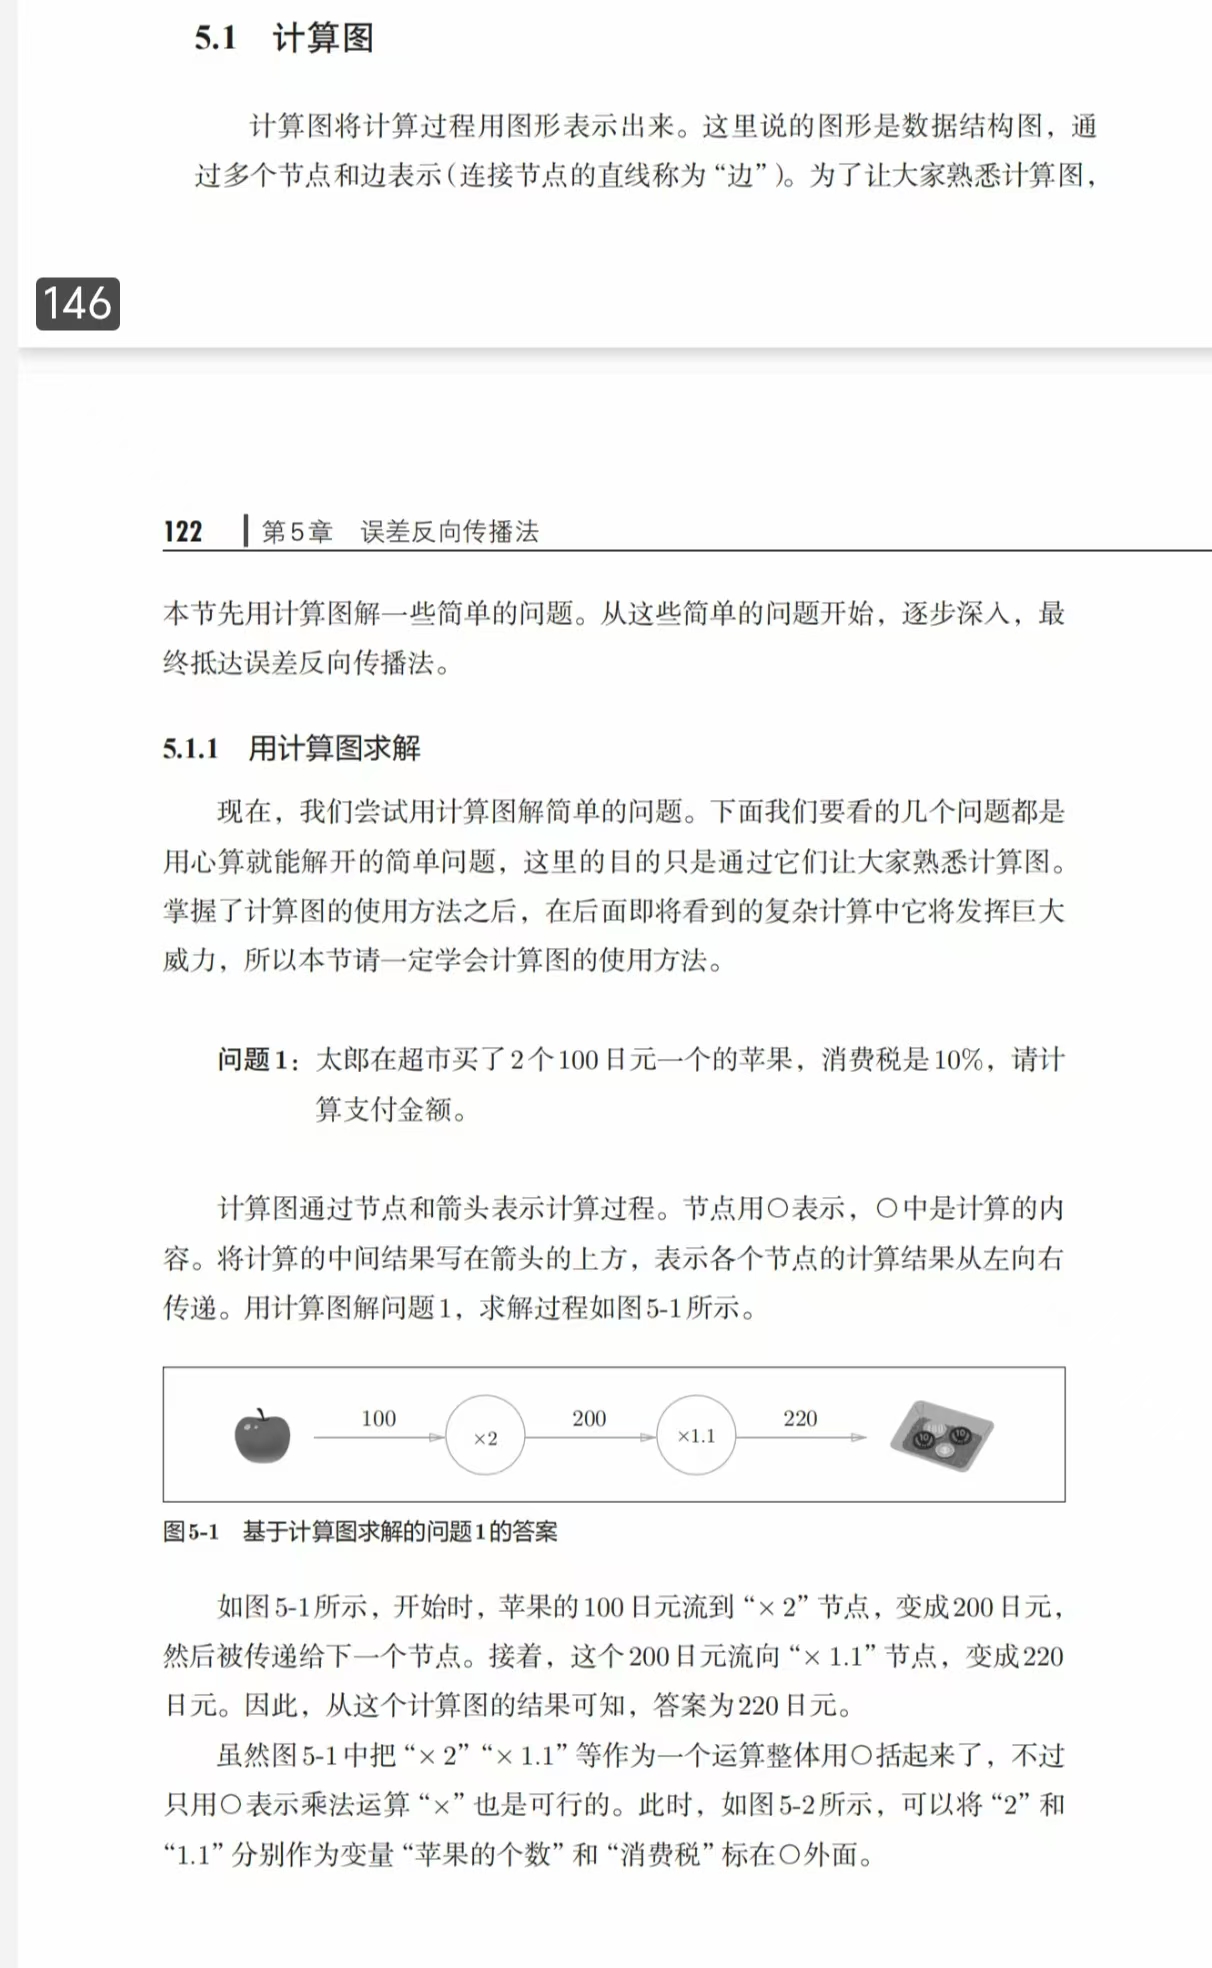 5.1 计算图
计算图将计算过程用图形表示出来。这里说的图形是数据结构图，通
过多个节点和边表示（连接节点的直线称为“边”）。为了让大家熟悉计算图，
146
122 第5章 误差反向传播法
本节先用计算图解一些简单的问题。从这些简单的问题开始，逐步深入，最
终抵达误差反向传播法。
5.1.1 用计算图求解
现在，我们尝试用计算图解简单的问题。下面我们要看的几个问题都是
用心算就能解开的简单问题，这里的目的只是通过它们让大家熟悉计算图。
掌握了计算图的使用方法之后，在后面即将看到的复杂计算中它将发挥巨大
威力，所以本节请一定学会计算图的使用方法。
问题1：太郎在超市买了2个100日元一个的苹果，消费税是10%，请计
算支付金额。
计算图通过节点和箭头表示计算过程。节点用○表示，○中是计算的内
容。将计算的中间结果写在箭头的上方，表示各个节点的计算结果从左向右
传递。用计算图解问题1，求解过程如图5-1所示。
100 ×2 200 ×1.1 220
图5-1 基于计算图求解的问题1的答案
如图5-1所示，开始时，苹果的100日元流到“× 2”节点，变成200日元，
然后被传递给下一个节点。接着，这个200日元流向“× 1.1”节点，变成220
日元。因此，从这个计算图的结果可知，答案为220日元。
虽然图5-1中把“× 2”“× 1.1”等作为一个运算整体用○括起来了，不过
只用○表示乘法运算“×”也是可行的。此时，如图5-2所示，可以将“2”和
“1.1”分别作为变量“苹果的个数”和“消费税”标在○外面。